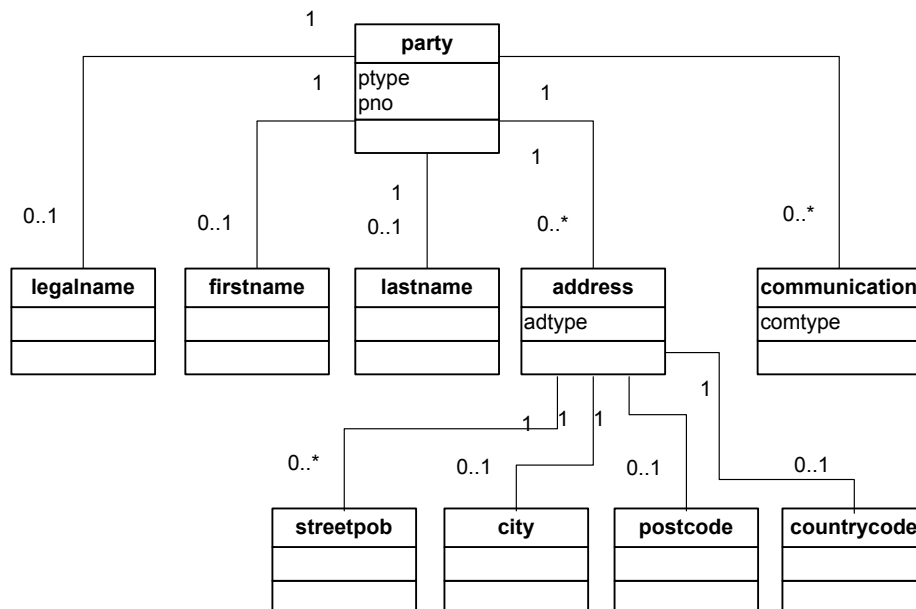 1
party
ptype
pno
1
1
1
1
0..1
0..1
0..1
0..*
0..*
legalname
firstname
lastname
address
communication
adtype
comtype
1
1
1
1
0..*
0..1
0..1
0..1
streetpob
city
postcode
countrycode